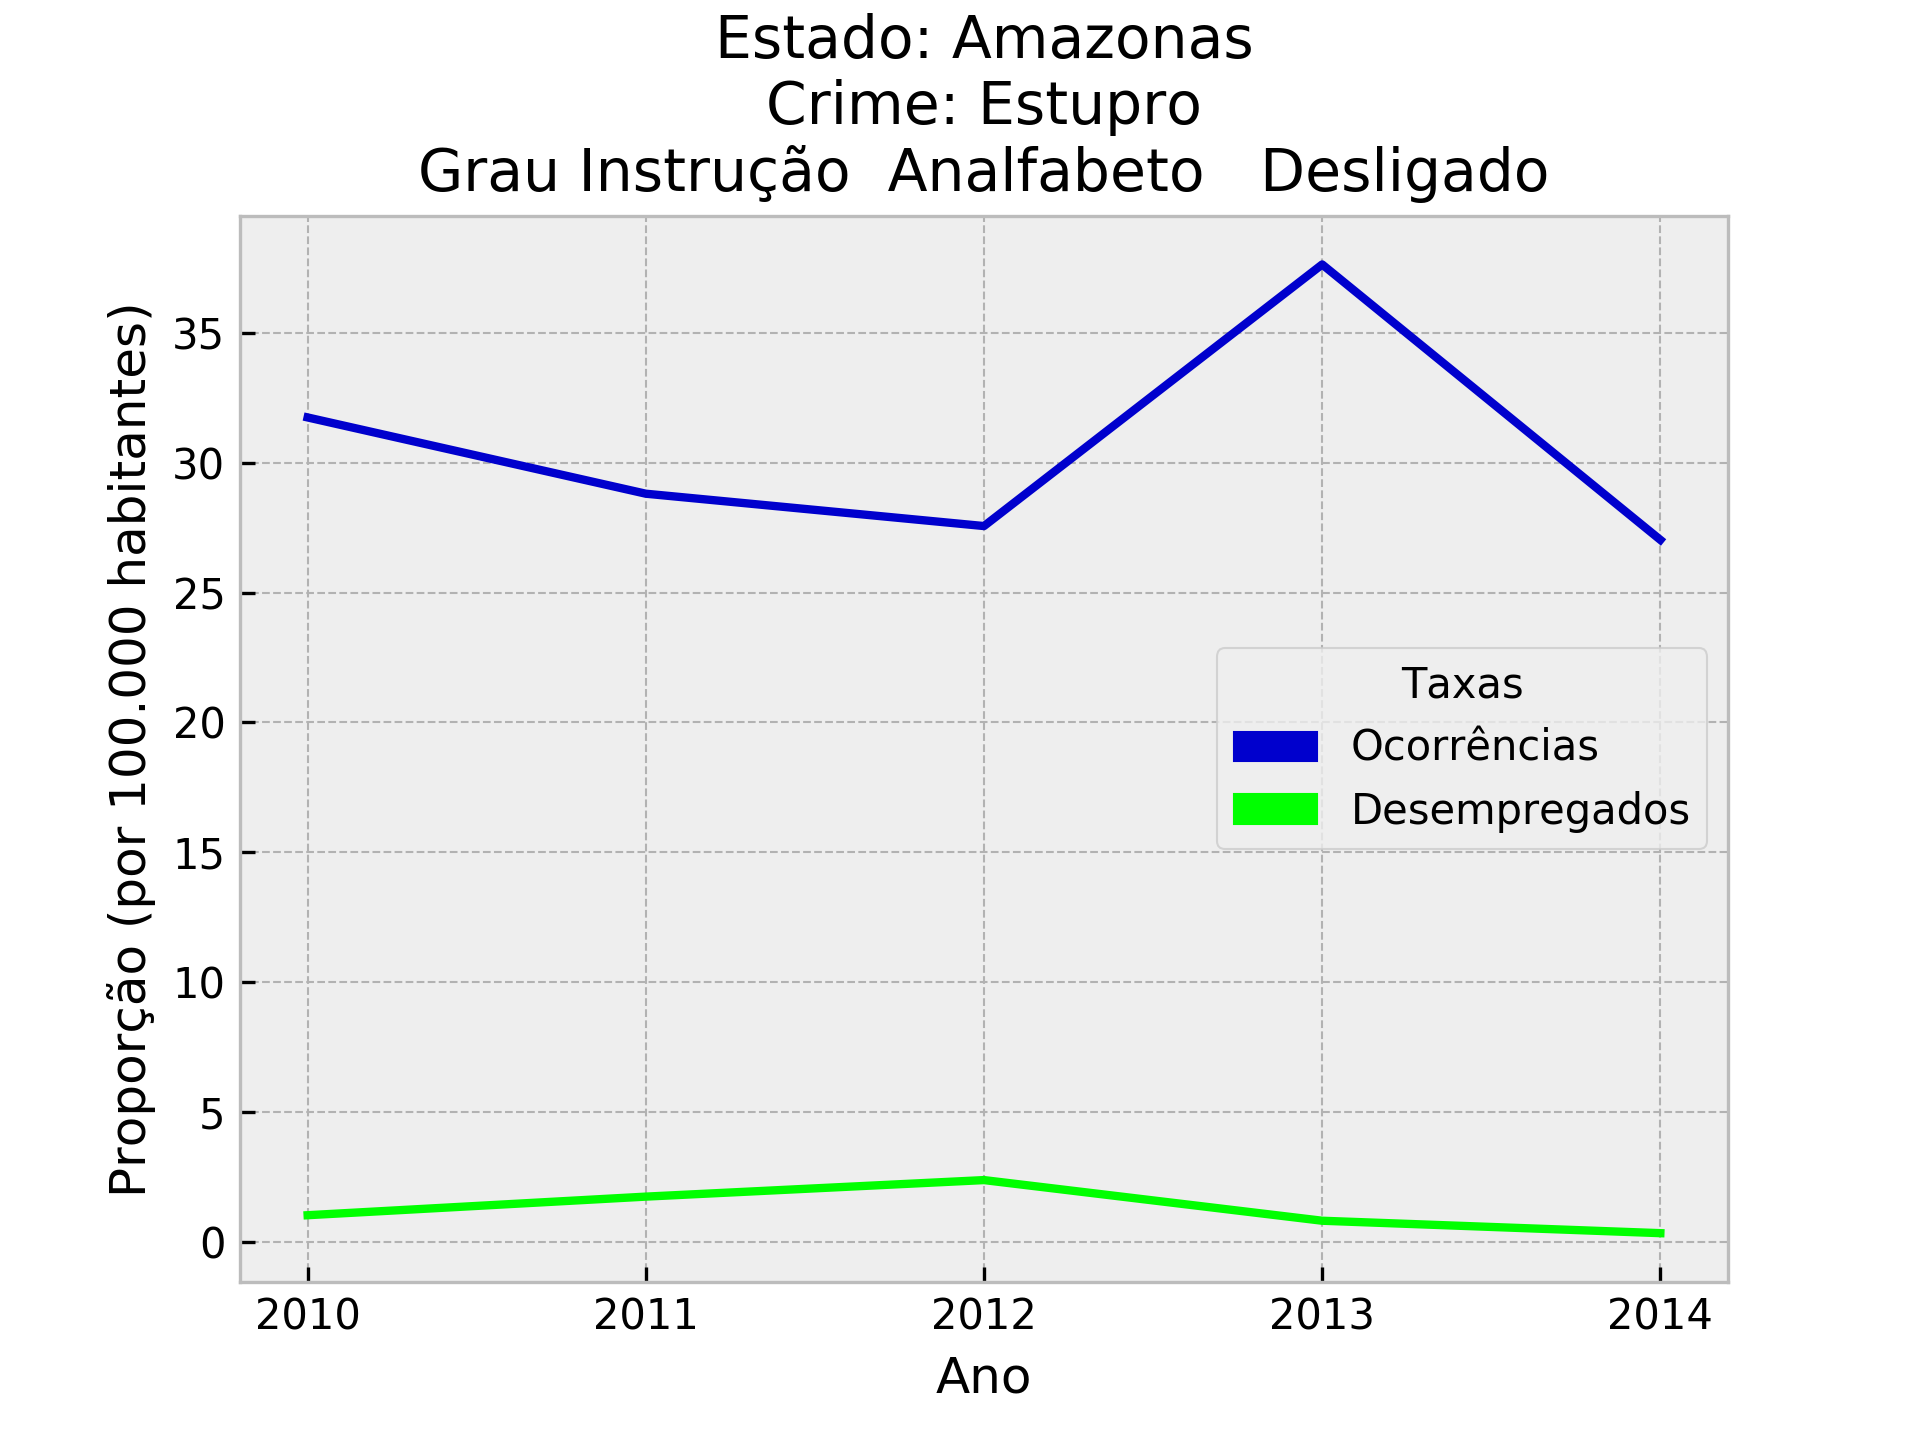 Estado: Amazonas
Crime: Estupro
Grau Instrução  Analfabeto   Desligado
Proporção (por 100.000 habitantes)
35
30
25
20
15
10
5
0
Taxas
Ocorrências
Desempregados
2010 2011 2012 2013 2014
Ano